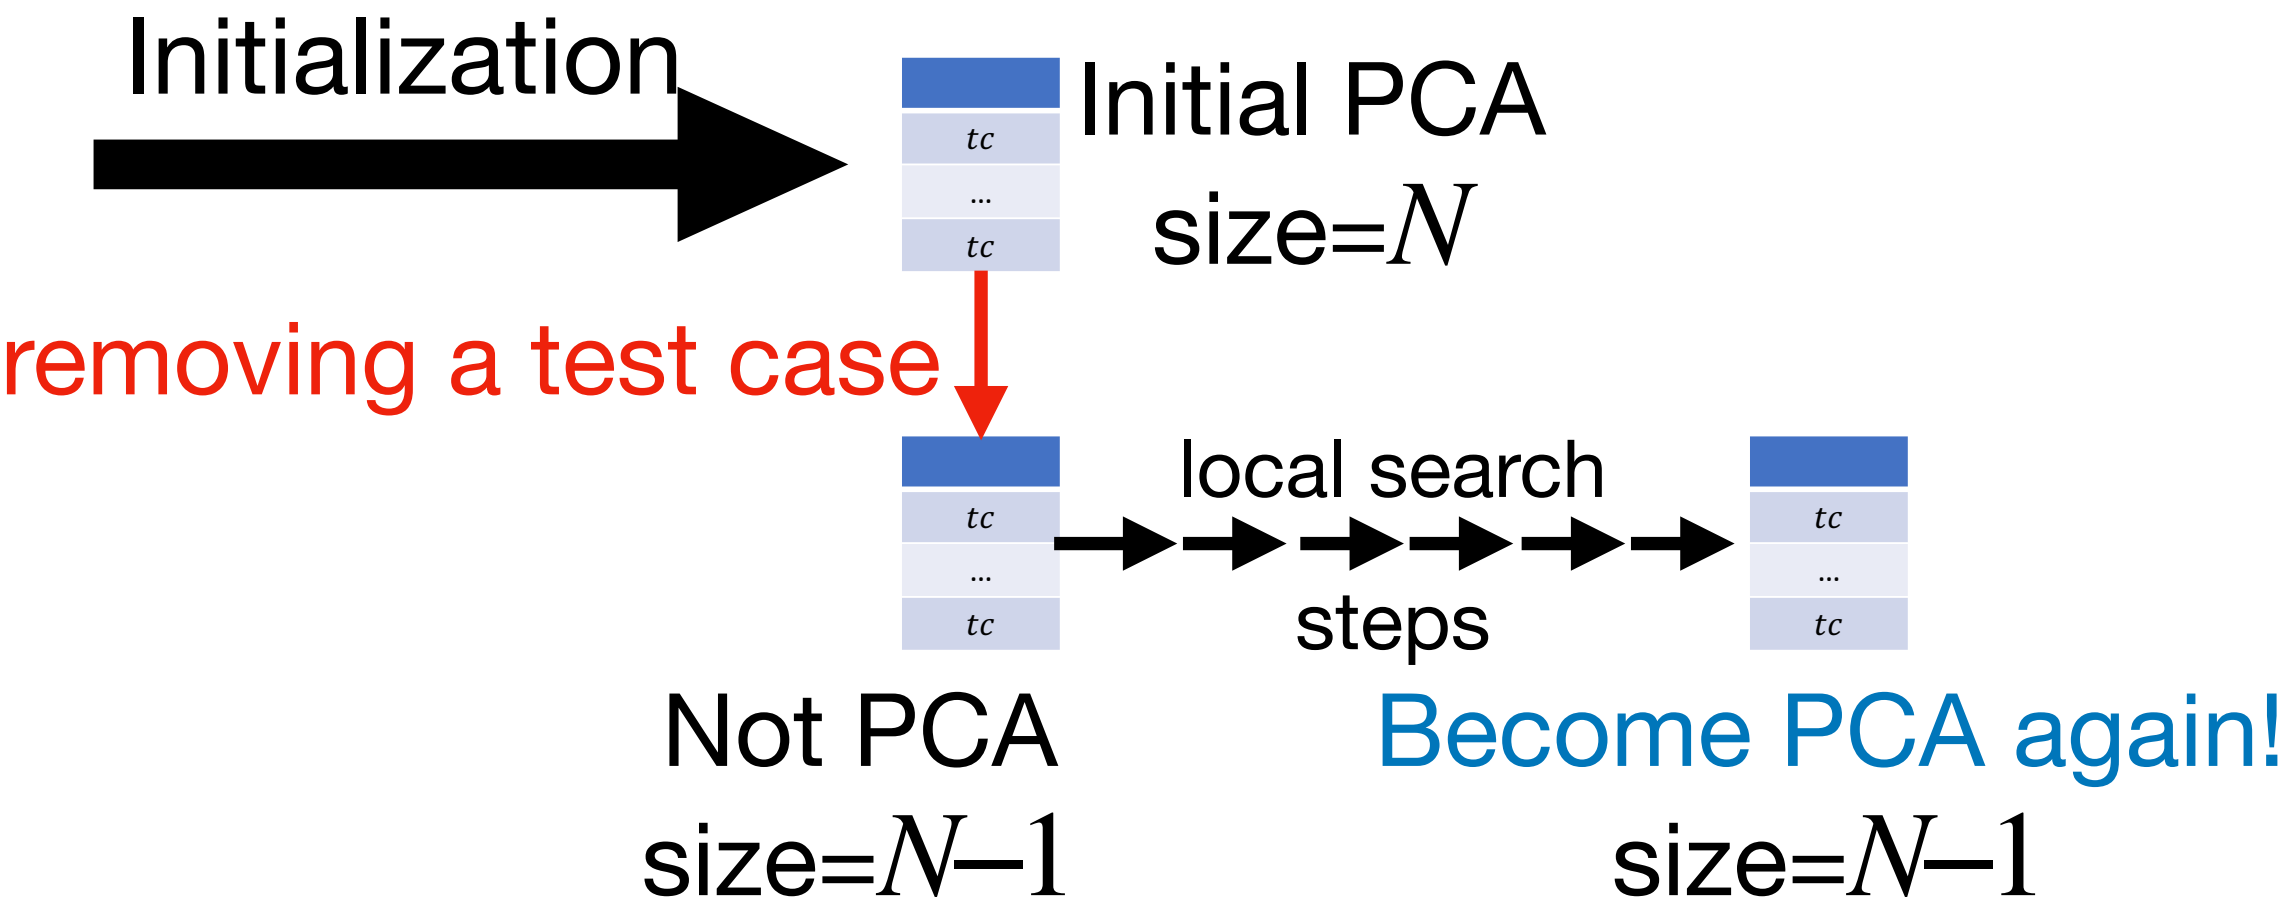 Initialization
Initial PCA
size=N
tc
...
tc
removing a test case
local search
steps
tc
...
tc
tc
...
tc
Not PCA
size=N−1
Become PCA again!
size=N−1